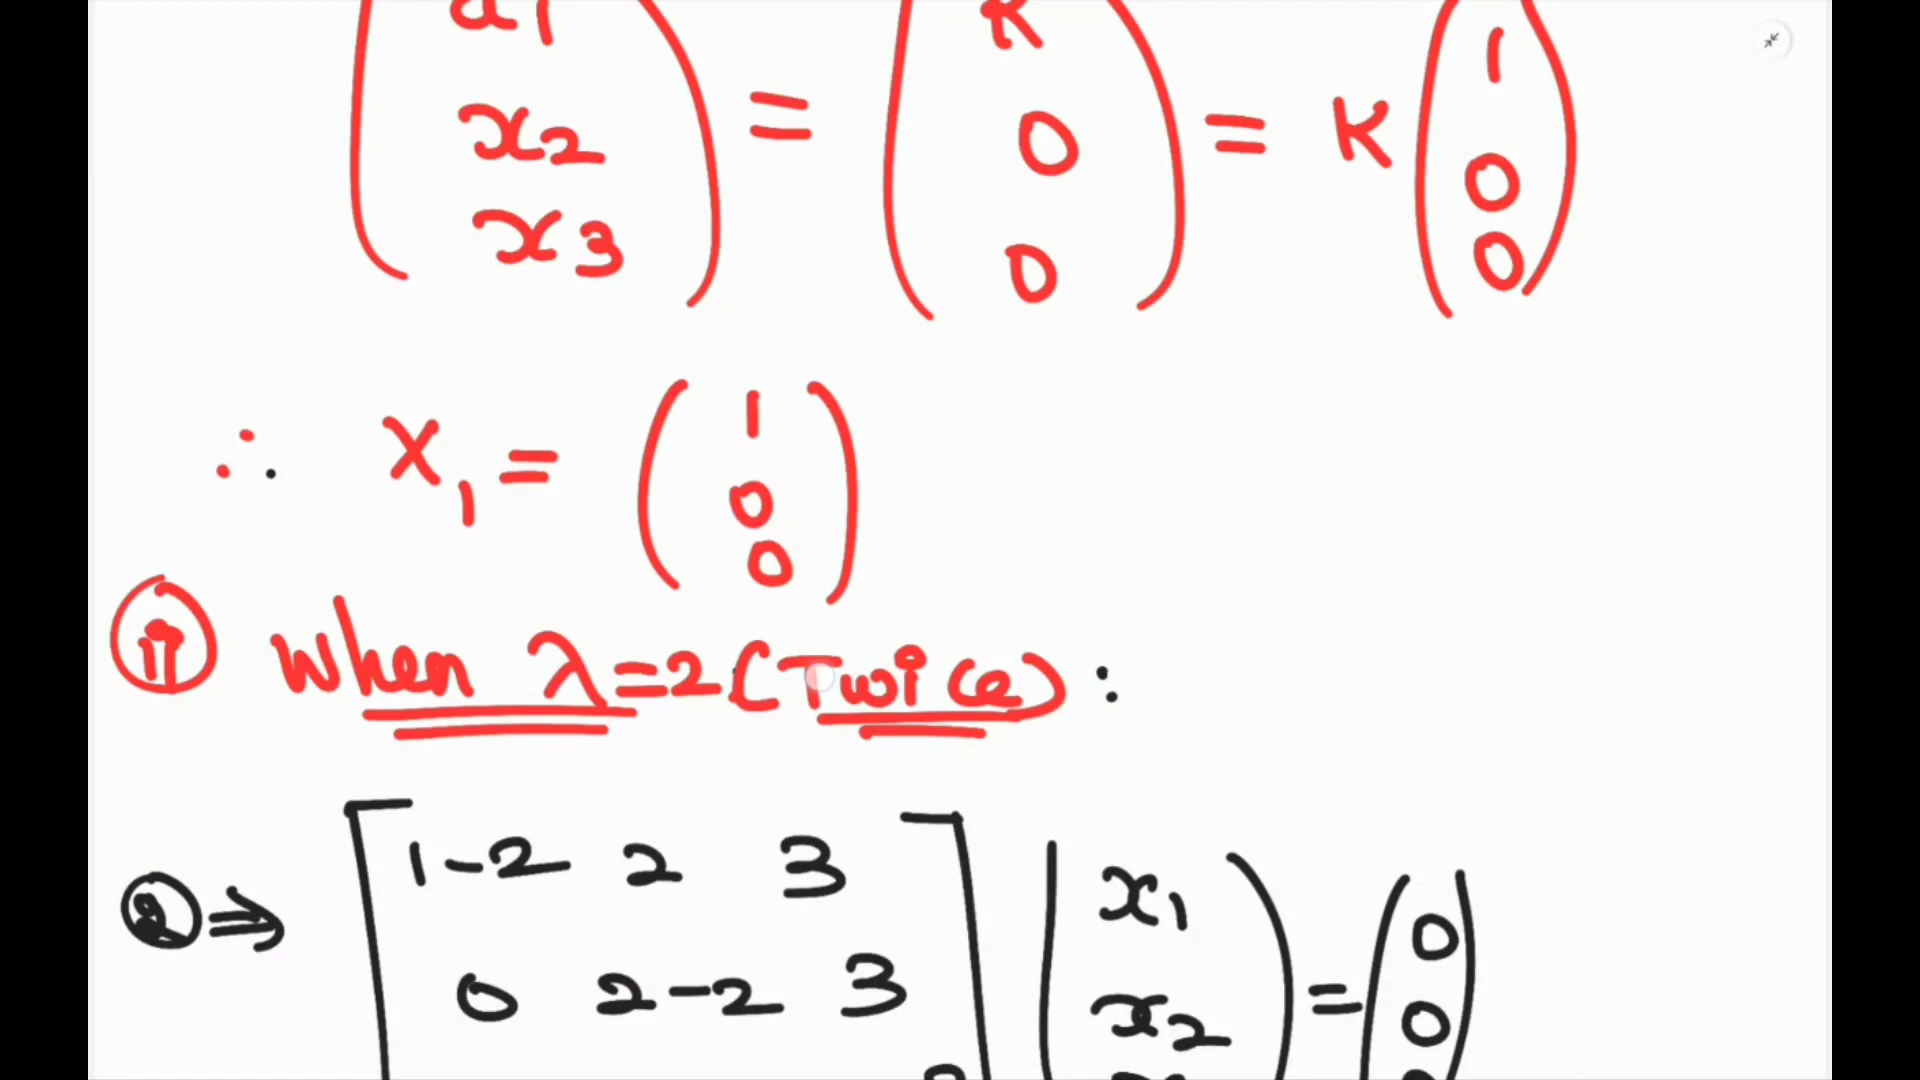 x1 = K 1
x2 = 0 = K 0
x3 0 0
∴ X1 = 1
0
0
ii When λ=2 (Twice) :
2 ⇒ 1-2 2 3 x1 0
0 2-2 3 x2 = 0